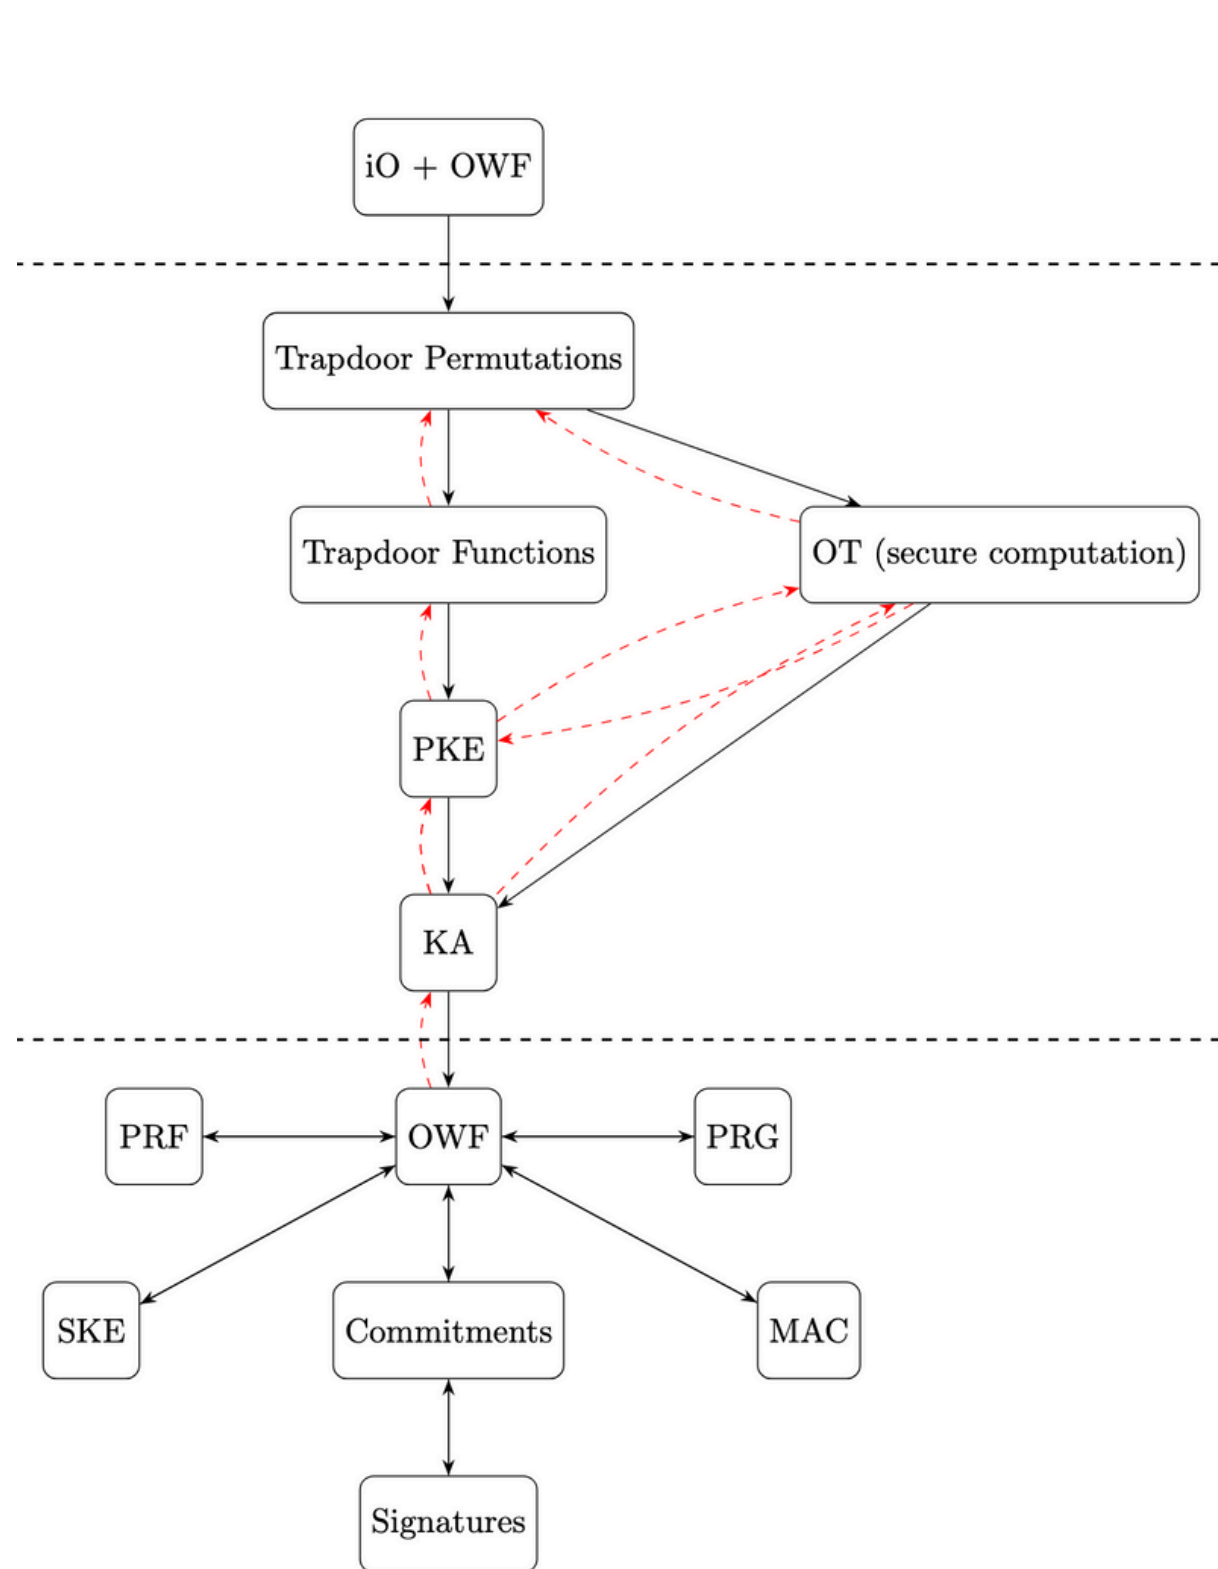 iO + OWF
Trapdoor Permutations
Trapdoor Functions
OT (secure computation)
PKE
KA
PRF
OWF
PRG
SKE
Commitments
MAC
Signatures